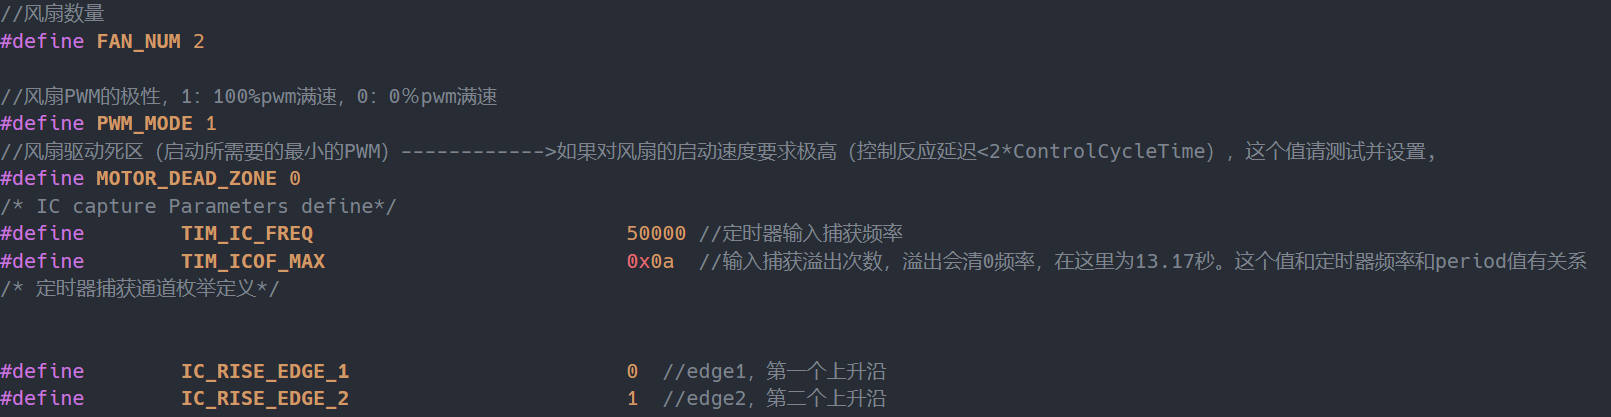 //风扇数量
#define FAN_NUM 2
//风扇PWM的极性，1：100%pwm满速，0：0%pwm满速
#define PWM_MODE 1
//风扇驱动死区（启动所需要的最小的PWM）------------>如果对风扇的启动速度要求极高（控制反应延迟<2*ControlCycleTime），这个值请测试并设置，
#define MOTOR_DEAD_ZONE 0
/* IC capture Parameters define*/
#define        TIM_IC_FREQ                          50000 //定时器输入捕获频率
#define        TIM_ICOF_MAX                         0x0a  //输入捕获溢出次数，溢出会清0频率，在这里为13.17秒。这个值和定时器频率和period值有关系
/* 定时器捕获通道枚举定义*/
#define        IC_RISE_EDGE_1                       0  //edge1，第一个上升沿
#define        IC_RISE_EDGE_2                       1  //edge2，第二个上升沿